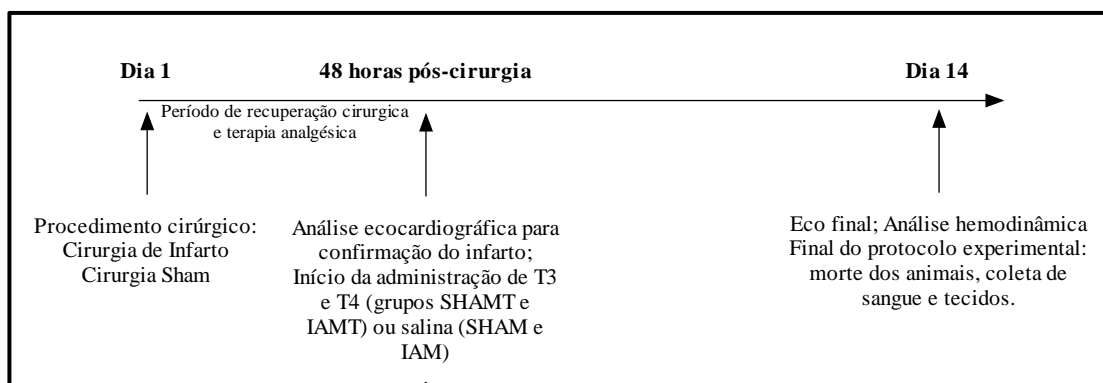 Dia 1
48 horas pós-cirurgia
Dia 14
Período de recuperação cirurgica
e terapia analgésica
Procedimento cirúrgico:
Cirurgia de Infarto
Cirurgia Sham
Análise ecocardiográfica para
confirmação do infarto;
Início da administração de T3
e T4 (grupos SHAMT e
IAMT) ou salina (SHAM e
IAM)
Eco final; Análise hemodinâmica
Final do protocolo experimental:
morte dos animais, coleta de
sangue e tecidos.